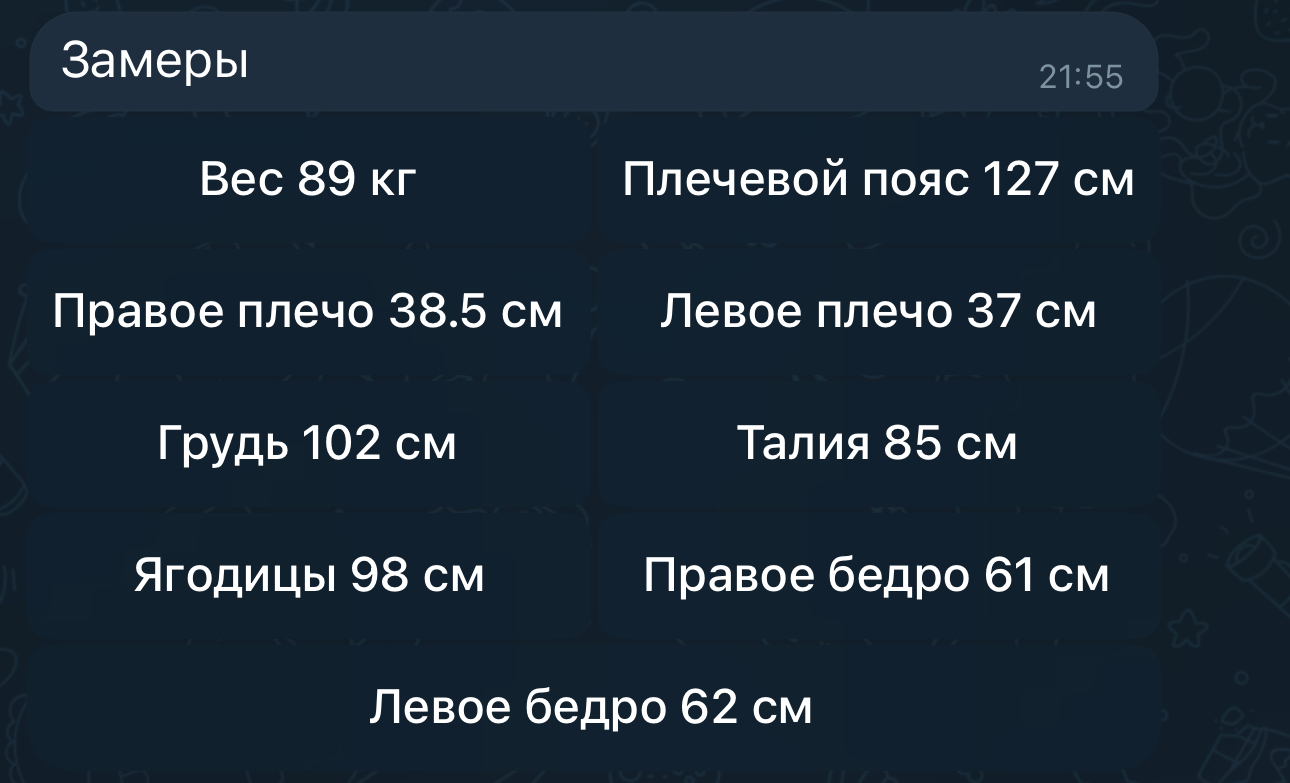 Замеры
21:55
Вес 89 кг
Плечевой пояс 127 см
Правое плечо 38.5 см
Левое плечо 37 см
Грудь 102 см
Талия 85 см
Ягодицы 98 см
Правое бедро 61 см
Левое бедро 62 см